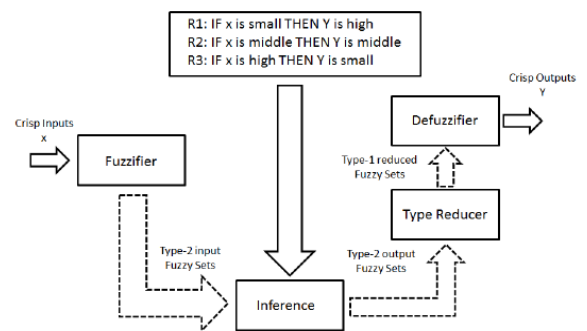 R1: IF x is small THEN Y is high
R2: IF x is middle THEN Y is middle
R3: IF x is high THEN Y is small
Crisp Inputs
x
Fuzzifier
Crisp Outputs
Y
Defuzzifier
Type-1 reduced
Fuzzy Sets
Type Reducer
Type-2 input
Fuzzy Sets
Type-2 output
Fuzzy Sets
Inference